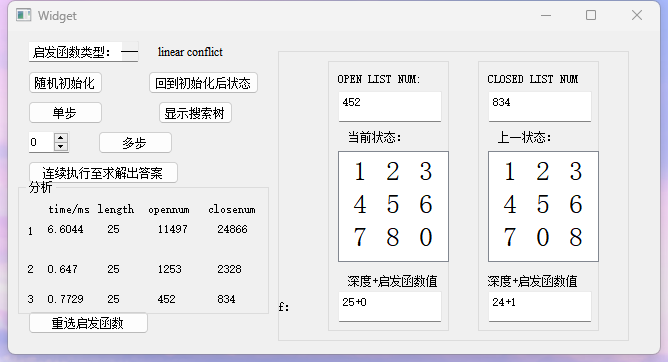 Widget
启发函数类型： —— linear conflict
随机初始化 回到初始化后状态
单步 显示搜索树
0 多步
连续执行至求解出答案
分析
time/ms length opennum closenum
1 6.6044 25 11497 24866
2 0.647 25 1253 2328
3 0.7729 25 452 834
重选启发函数
f:
OPEN LIST NUM:
452
当前状态：
1 2 3
4 5 6
7 8 0
深度+启发函数值
25+0
CLOSED LIST NUM
834
上一状态：
1 2 3
4 5 6
7 0 8
深度+启发函数值
24+1